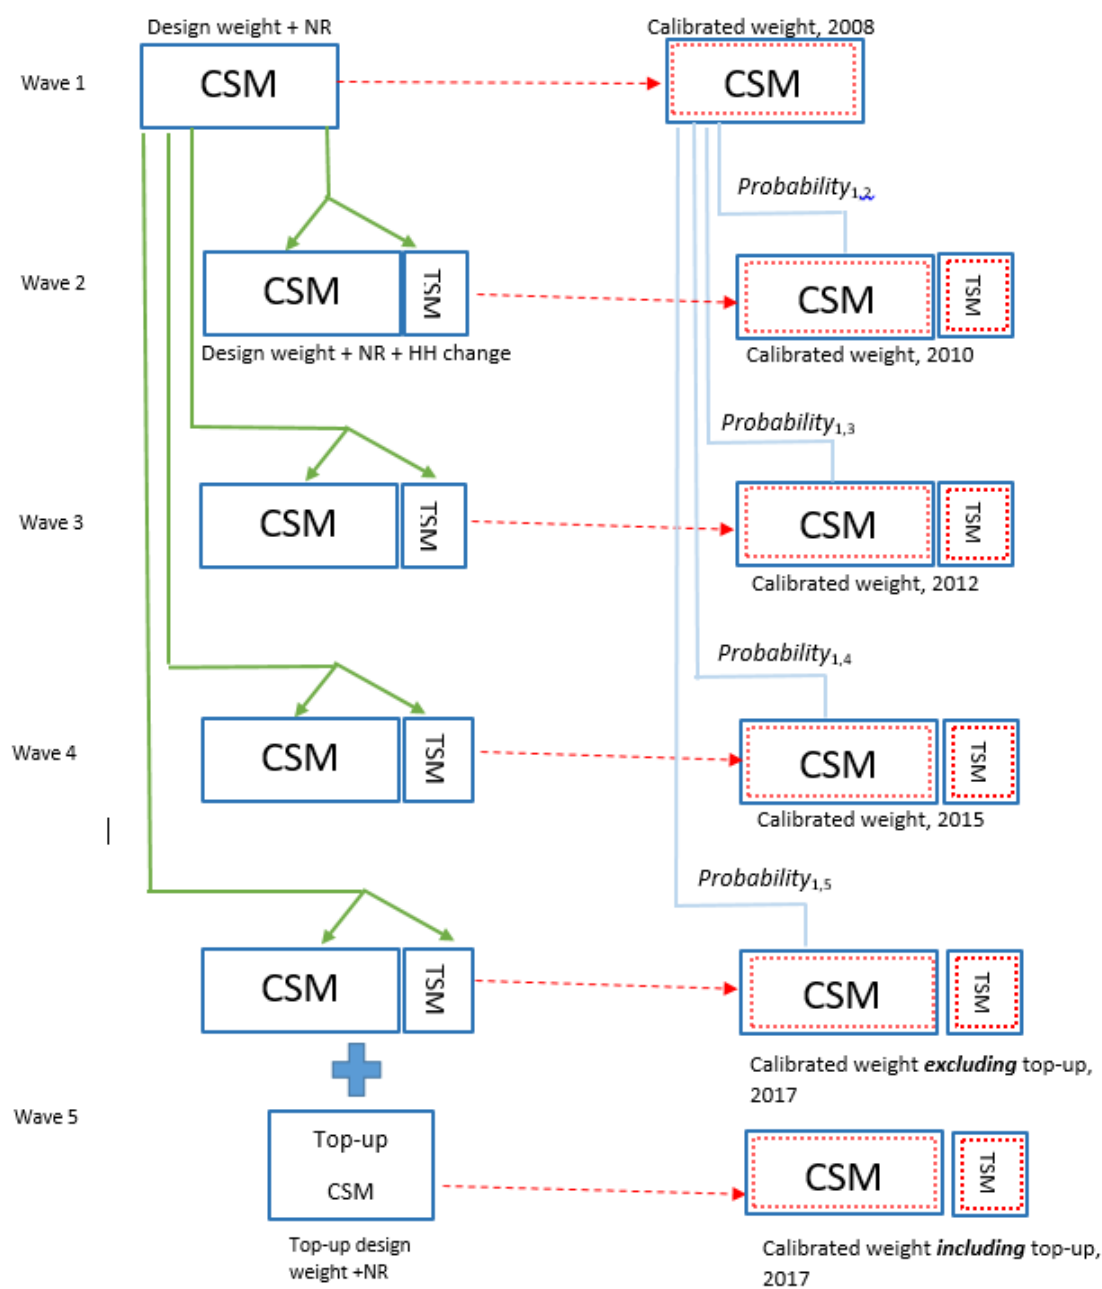 Design weight + NR
Calibrated weight, 2008
Wave 1
CSM
CSM
Probability1,2
Wave 2
CSM
TSM
CSM
TSM
Design weight + NR + HH change
Calibrated weight, 2010
Probability1,3
Wave 3
CSM
TSM
CSM
TSM
Calibrated weight, 2012
Probability1,4
Wave 4
CSM
TSM
CSM
TSM
Calibrated weight, 2015
Probability1,5
CSM
TSM
CSM
TSM
Calibrated weight excluding top-up,
2017
Wave 5
Top-up
CSM
CSM
TSM
Top-up design
weight +NR
Calibrated weight including top-up,
2017